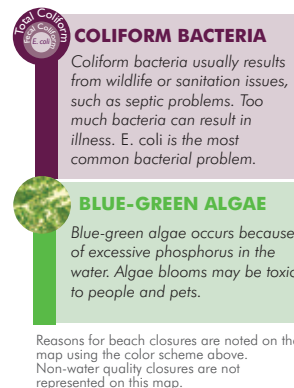 Total Coliform
Fecal Coliform
E. coli
COLIFORM BACTERIA
Coliform bacteria usually results
from wildlife or sanitation issues,
such as septic problems. Too
much bacteria can result in
illness. E. coli is the most
common bacterial problem.
BLUE-GREEN ALGAE
Blue-green algae occurs because
of excessive phosphorus in the
water. Algae blooms may be toxic
to people and pets.
Reasons for beach closures are noted on the
map using the color scheme above.
Non-water quality closures are not
represented on this map.